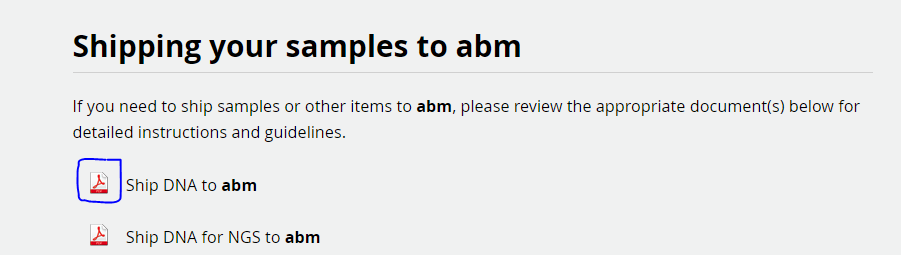 Shipping your samples to abm
If you need to ship samples or other items to abm, please review the appropriate document(s) below for
detailed instructions and guidelines.
Ship DNA to abm
Ship DNA for NGS to abm